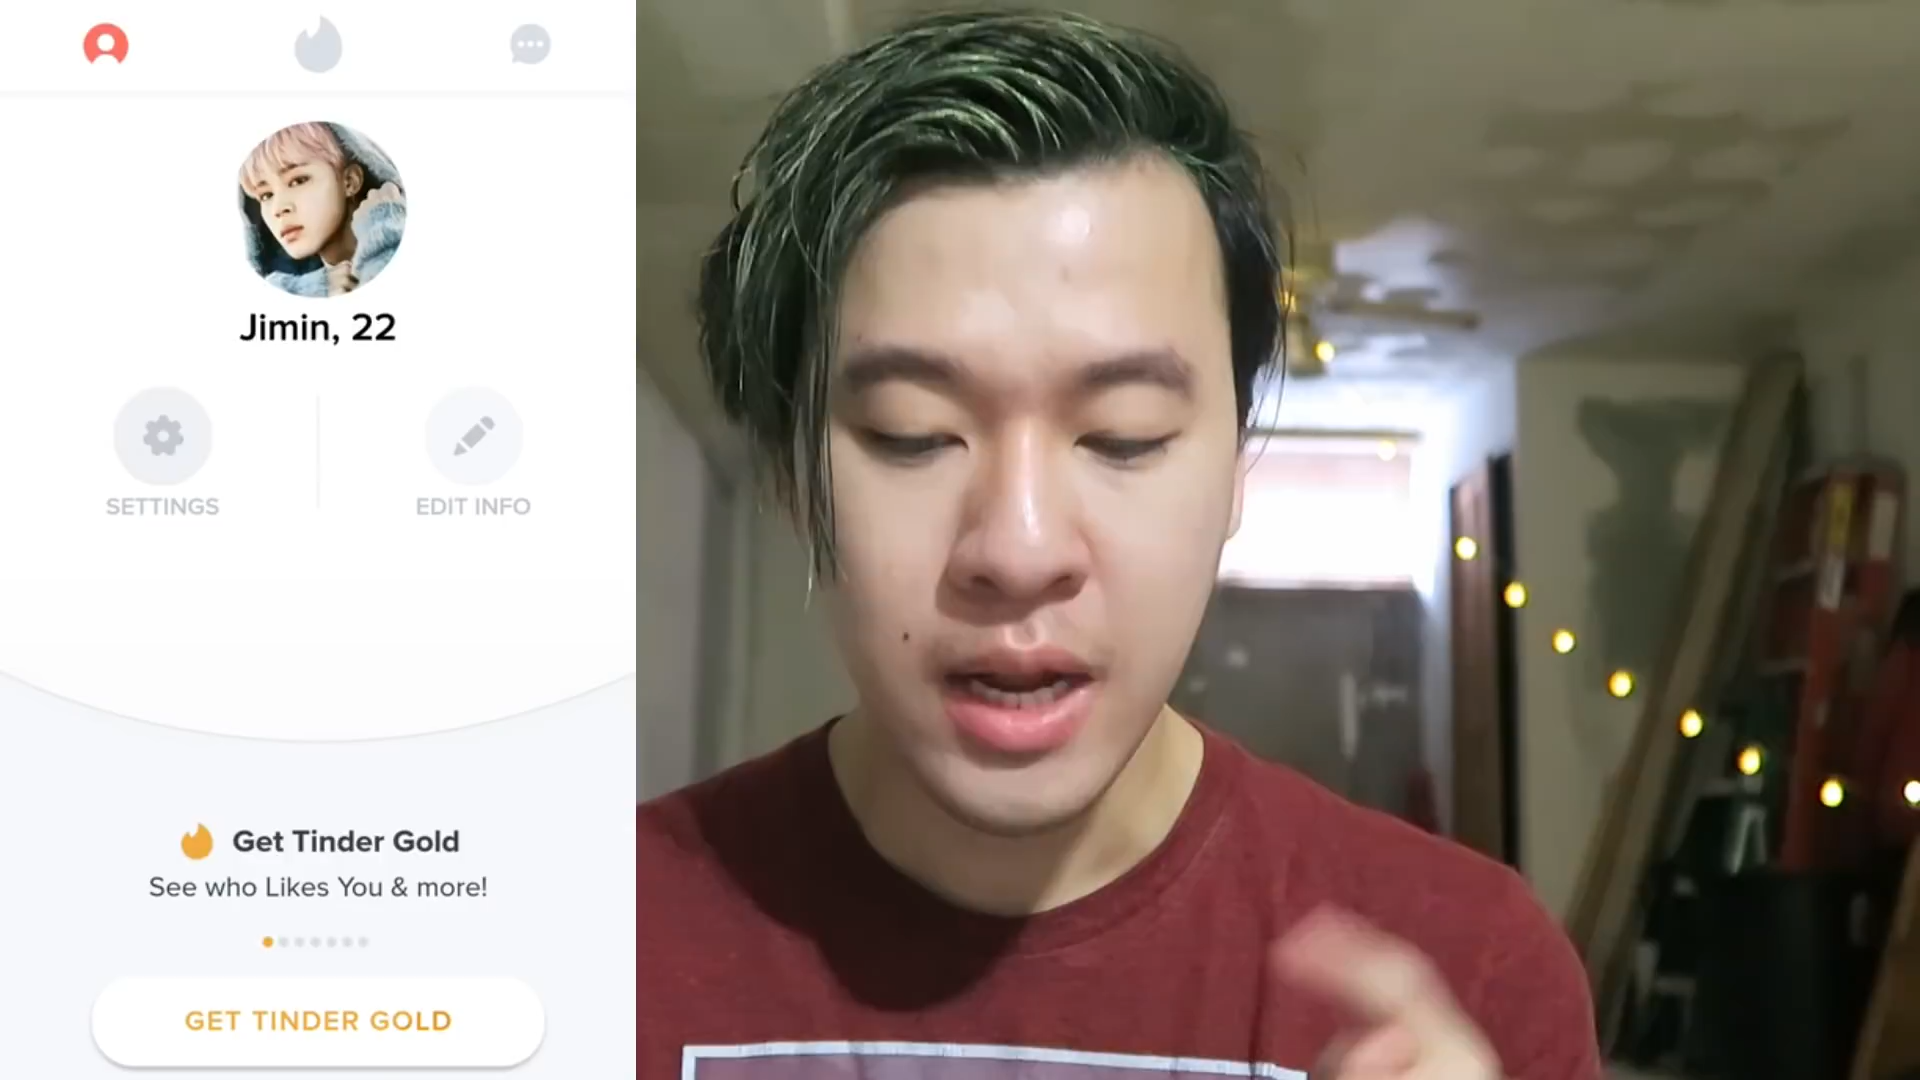 Jimin, 22
SETTINGS
EDIT INFO
Get Tinder Gold
See who Likes You & more!
GET TINDER GOLD